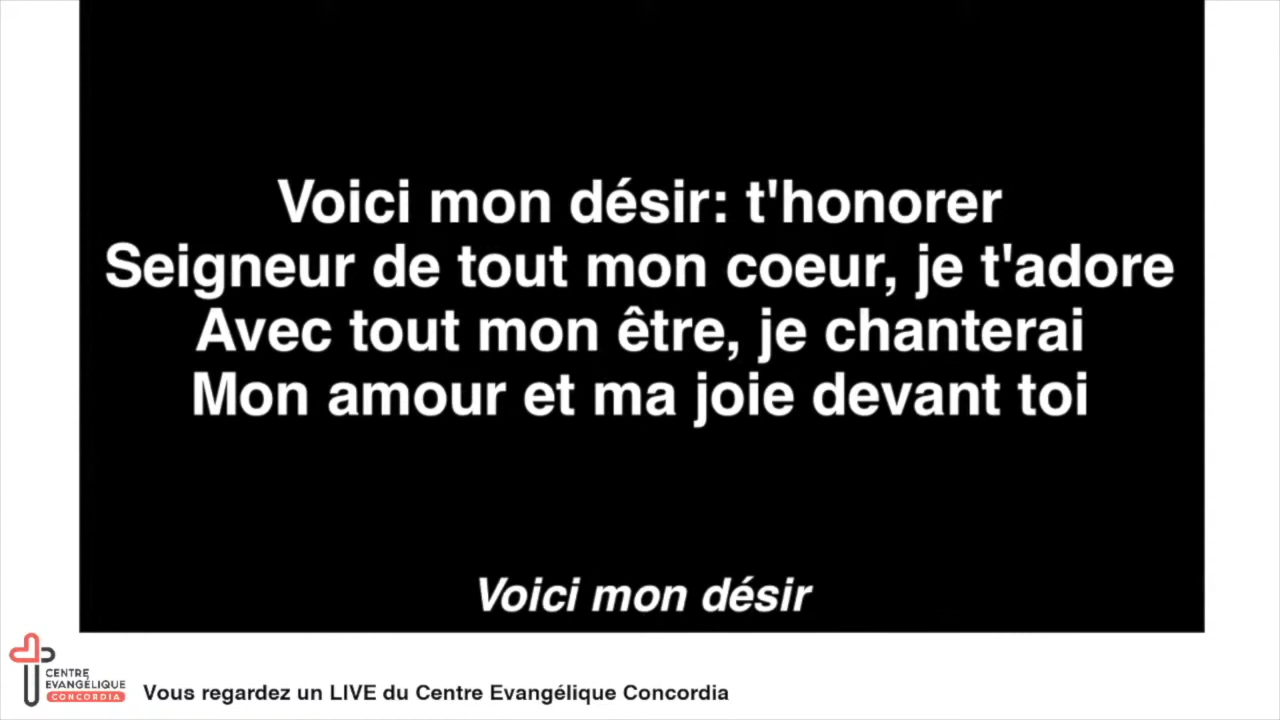 Voici mon désir: t'honorer
Seigneur de tout mon coeur, je t'adore
Avec tout mon être, je chanterai
Mon amour et ma joie devant toi
Voici mon désir
CENTRE
EVANGÉLIQUE
CONCORDIA
Vous regardez un LIVE du Centre Evangélique Concordia